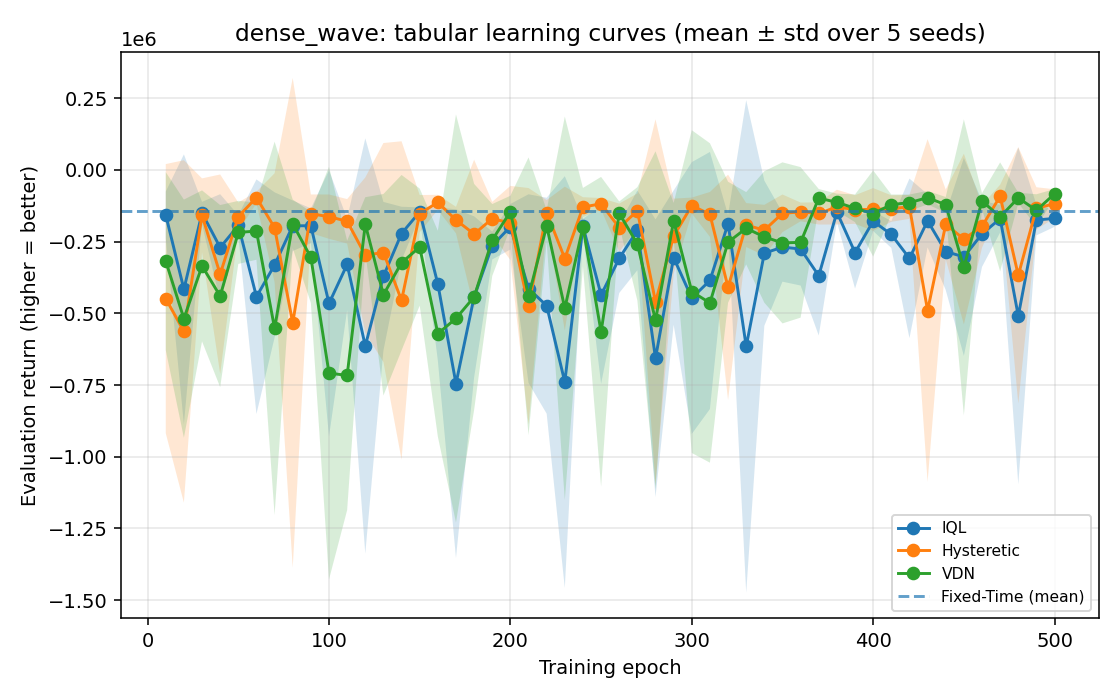 dense_wave: tabular learning curves (mean ± std over 5 seeds)
1e6
Evaluation return (higher = better)
0.25
0.00
−0.25
−0.50
−0.75
−1.00
−1.25
−1.50
IQL
Hysteretic
VDN
Fixed-Time (mean)
0 100 200 300 400 500
Training epoch